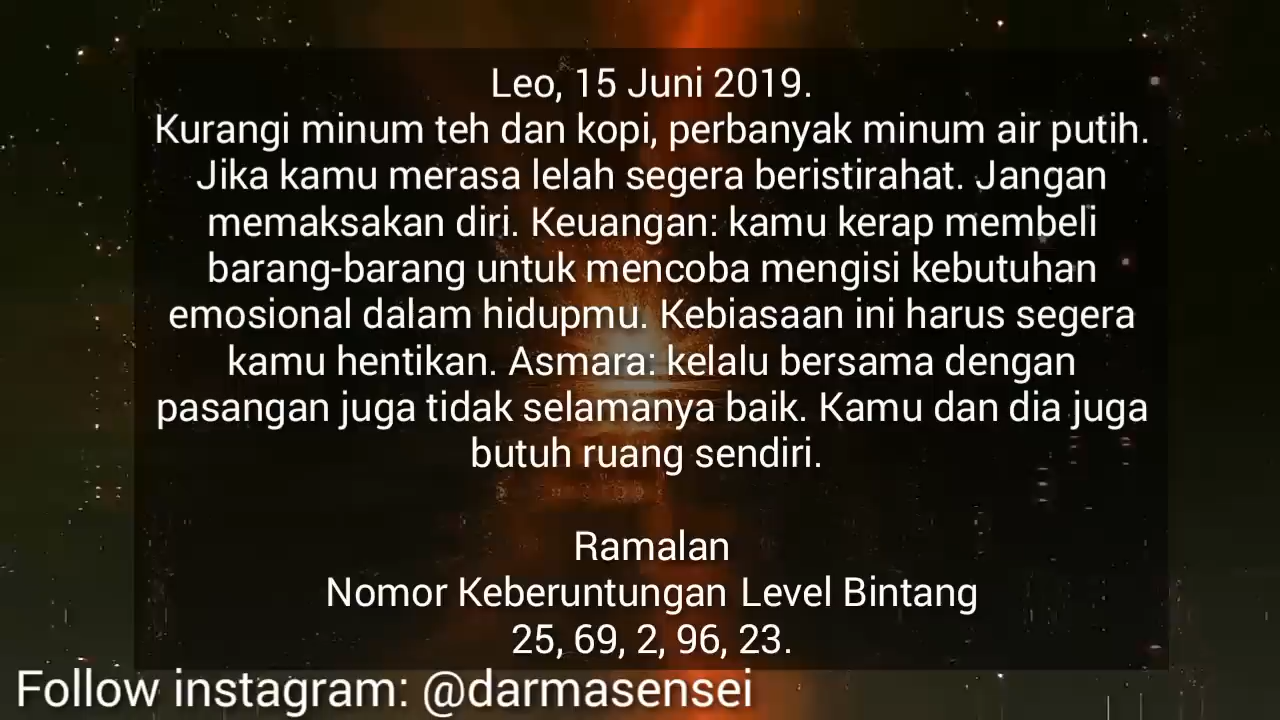 Leo, 15 Juni 2019.
Kurangi minum teh dan kopi, perbanyak minum air putih.
Jika kamu merasa lelah segera beristirahat. Jangan
memaksakan diri. Keuangan: kamu kerap membeli
barang-barang untuk mencoba mengisi kebutuhan
emosional dalam hidupmu. Kebiasaan ini harus segera
kamu hentikan. Asmara: kelalu bersama dengan
pasangan juga tidak selamanya baik. Kamu dan dia juga
butuh ruang sendiri.
Ramalan
Nomor Keberuntungan Level Bintang
25, 69, 2, 96, 23.
Follow instagram: @darmasensei